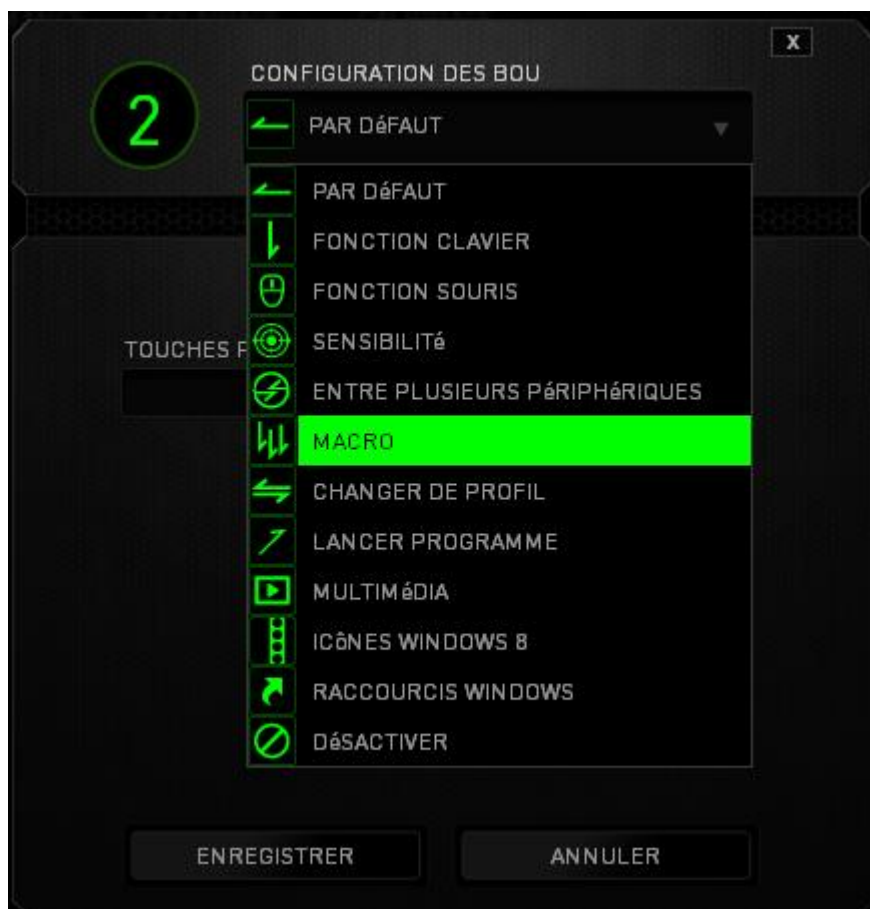 X
CONFIGURATION DES BOU
2
PAR DéFAUT
PAR DéFAUT
FONCTION CLAVIER
FONCTION SOURIS
SENSIBILITé
TOUCHES
ENTRE PLUSIEURS PéRIPHéRIQUES
MACRO
CHANGER DE PROFIL
LANCER PROGRAMME
MULTIMéDIA
ICôNES WINDOWS 8
RACCOURCIS WINDOWS
DéSACTIVER
ENREGISTRER
ANNULER